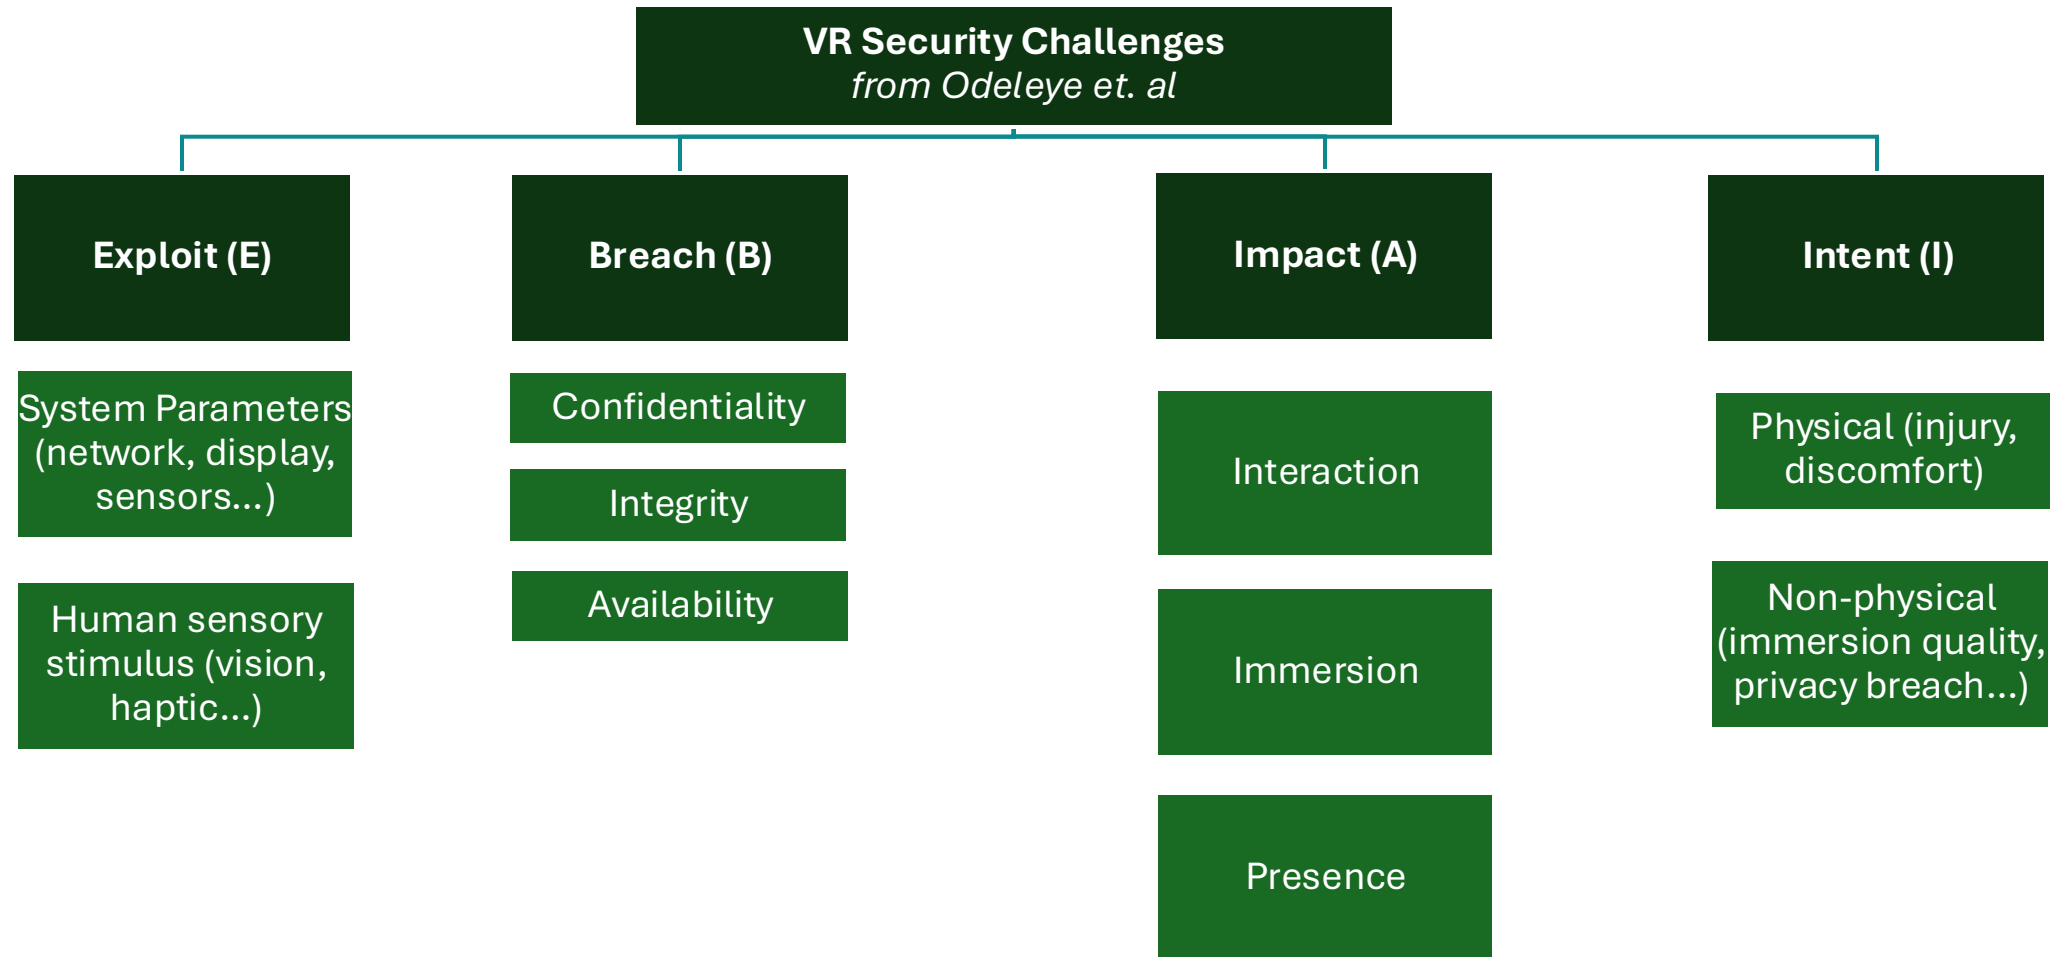 VR Security Challenges
from Odeleye et. al
Exploit (E)
System Parameters
(network, display,
sensors...)
Human sensory
stimulus (vision,
haptic...)
Breach (B)
Confidentiality
Integrity
Availability
Impact (A)
Interaction
Immersion
Presence
Intent (I)
Physical (injury,
discomfort)
Non-physical
(immersion quality,
privacy breach...)